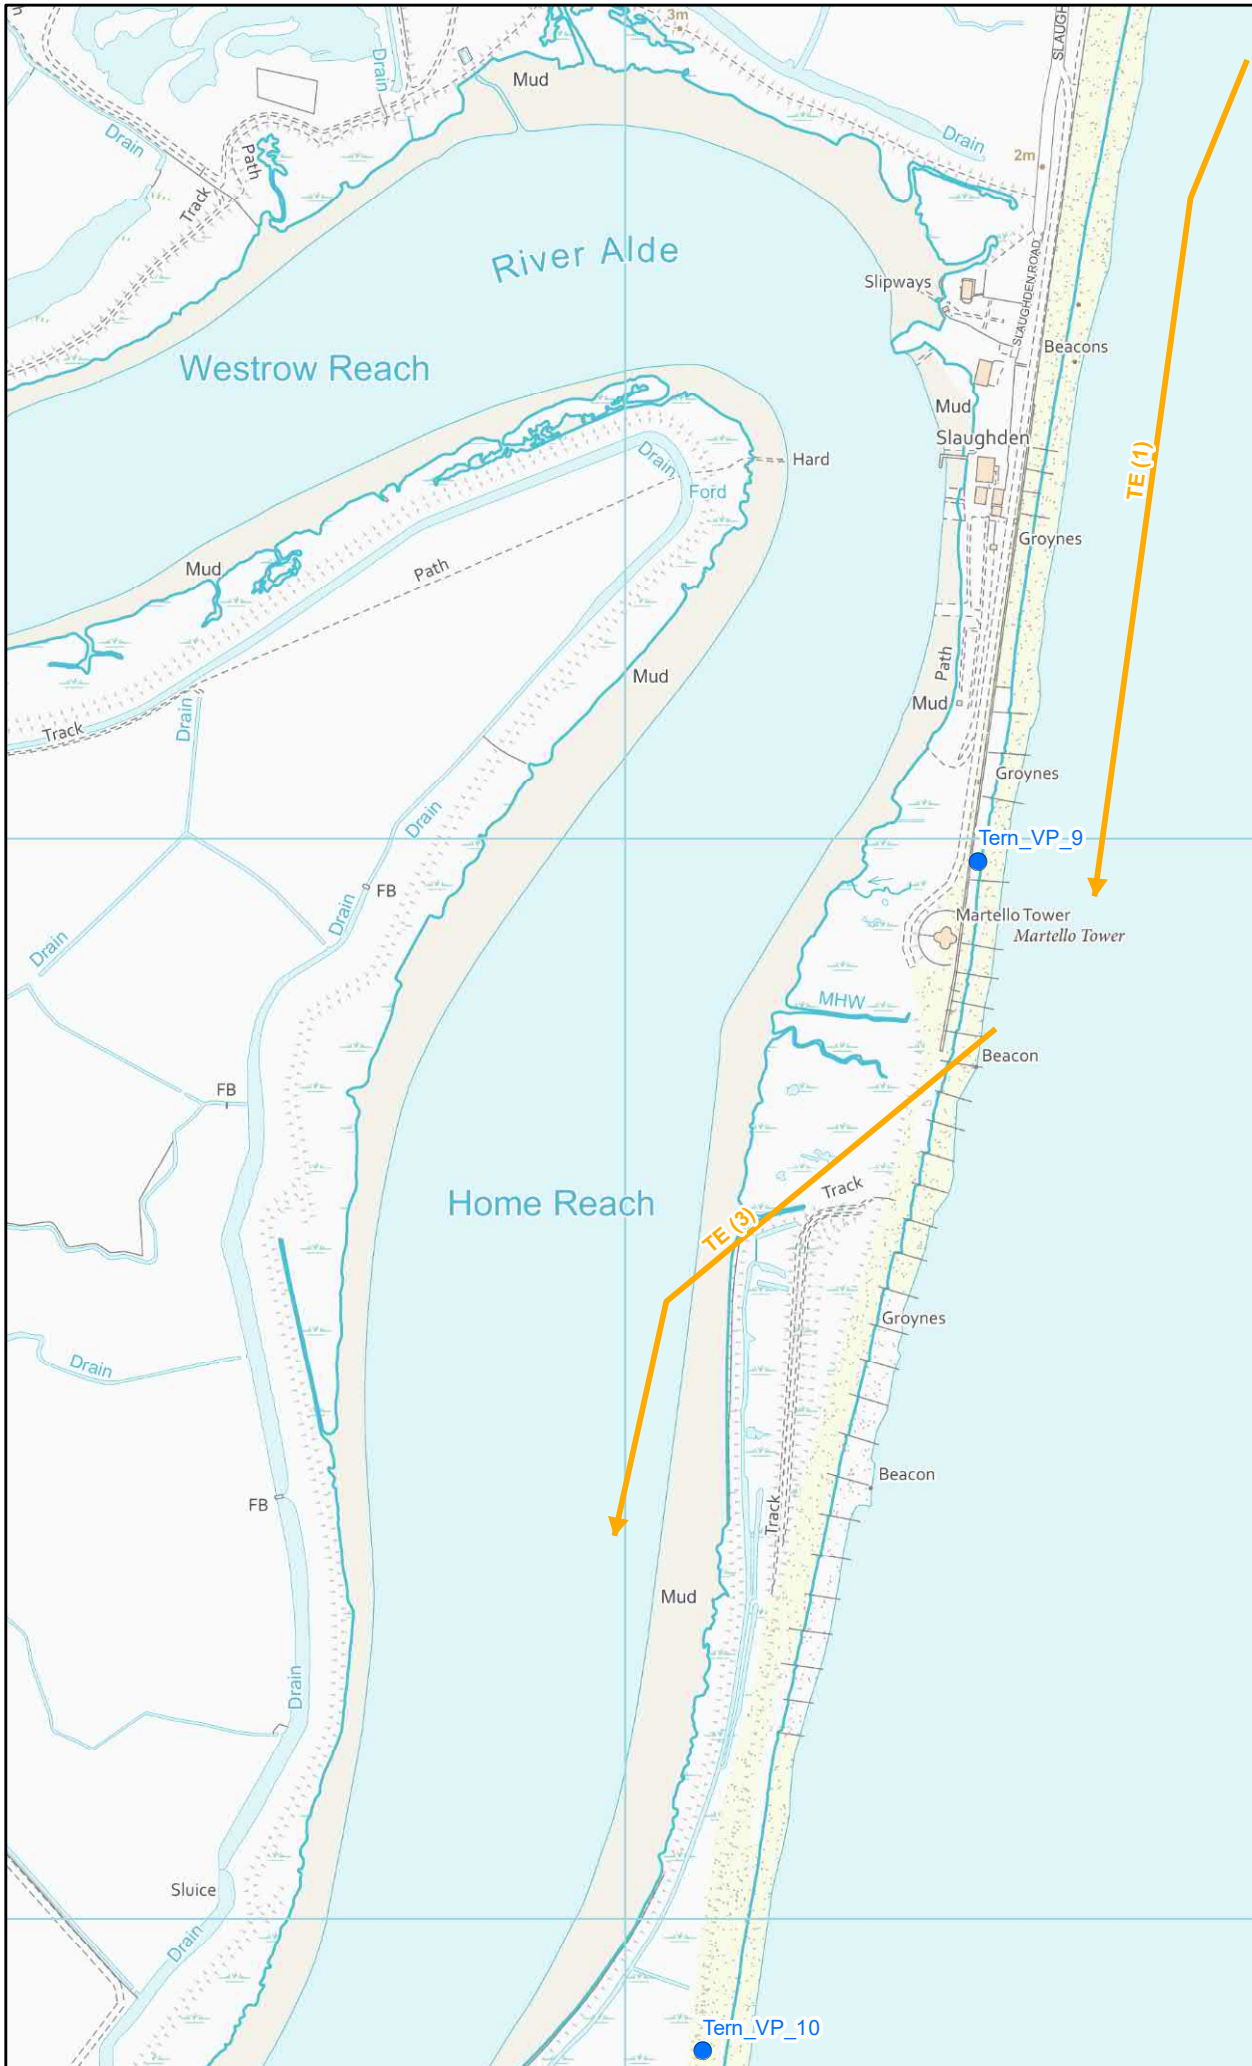 3m
SLAUGH
Mud
Drain
Drain
Drain
Path
2m
Track
River Alde
SLAUGHDEN ROAD
Slipways
Beacons
Westrow Reach
Mud
Slaughden
Drain
Hard
TE (1)
Ford
Groynes
Mud
Path
Mud
Path
Mud
Drain
Track
Groynes
Drain
Tern_VP_9
FB
Drain
Martello Tower
Martello Tower
Drain
MHW
Beacon
FB
Track
Home Reach
TE (3)
Groynes
Drain
Beacon
FB
Track
Mud
Drain
Sluice
Drain
Tern_VP_10